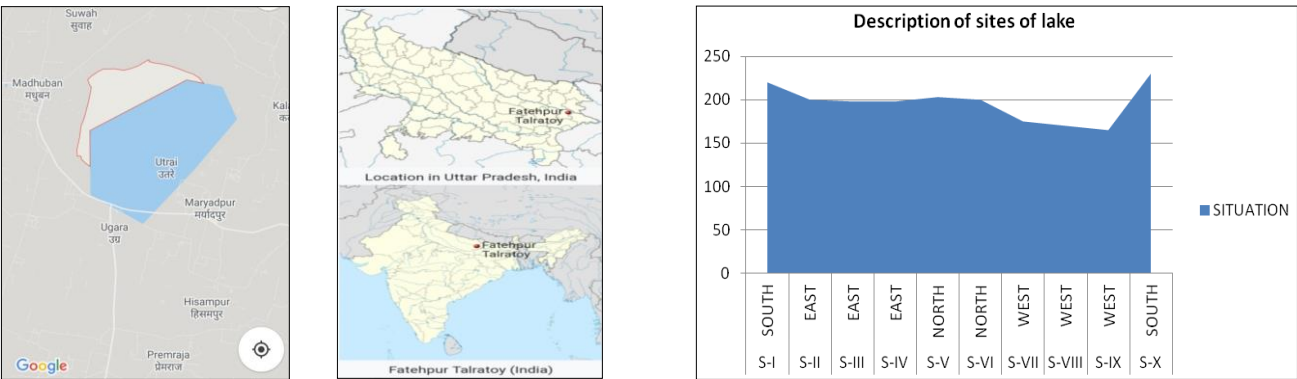 Suwah
सुवाह
Madhuban
मधुबन
Utrai
उतरे
Maryadpur
मर्यादपुर
Ugara
उग्र
Hisampur
हिसमपुर
Premraja
प्रेमराज
Google
Fatehpur
Talratoy
Location in Uttar Pradesh, India
Fatehpur
Talratoy
Fatehpur Talratoy (India)
Description of sites of lake
250
200
150
100
50
0
SOUTH EAST EAST EAST NORTH NORTH WEST WEST WEST SOUTH
S-I S-II S-III S-IV S-V S-VI S-VII S-VIII S-IX S-X
SITUATION